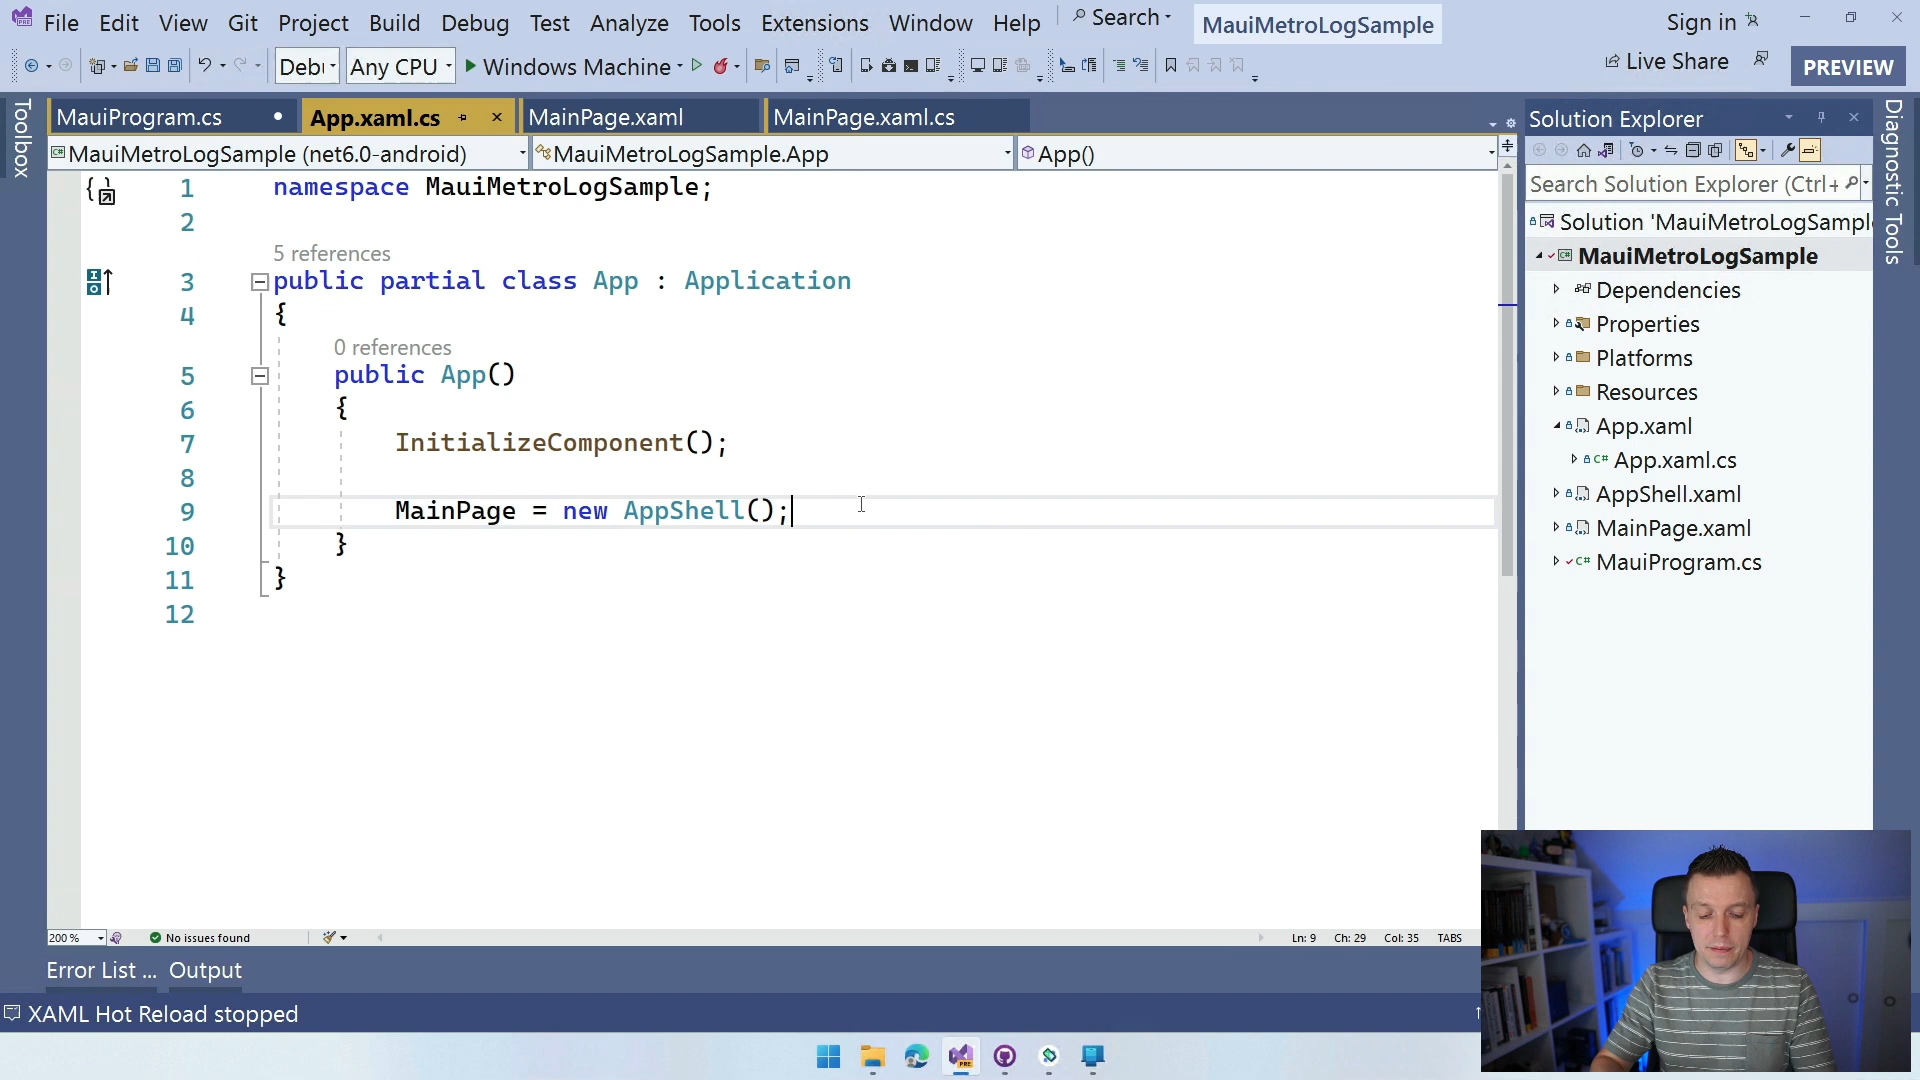 File Edit View Git Project Build Debug Test Analyze Tools Extensions Window Help Search MauiMetroLogSample Sign in
Any CPU Windows Machine Live Share PREVIEW
Toolbox
MauiProgram.cs App.xaml.cs MainPage.xaml MainPage.xaml.cs
MauiMetroLogSample (net6.0-android) MauiMetroLogSample.App App()
1 namespace MauiMetroLogSample;
2
5 references
3 public partial class App : Application
4 {
0 references
5 public App()
6 {
7 InitializeComponent();
8
9 MainPage = new AppShell();
10 }
11 }
12
200 % No issues found Ln: 9 Ch: 29 Col: 35 TABS
Error List ... Output
XAML Hot Reload stopped
Solution Explorer
Search Solution Explorer (Ctrl+
Solution 'MauiMetroLogSample
MauiMetroLogSample
Dependencies
Properties
Platforms
Resources
App.xaml
App.xaml.cs
AppShell.xaml
MainPage.xaml
MauiProgram.cs
Diagnostic Tools